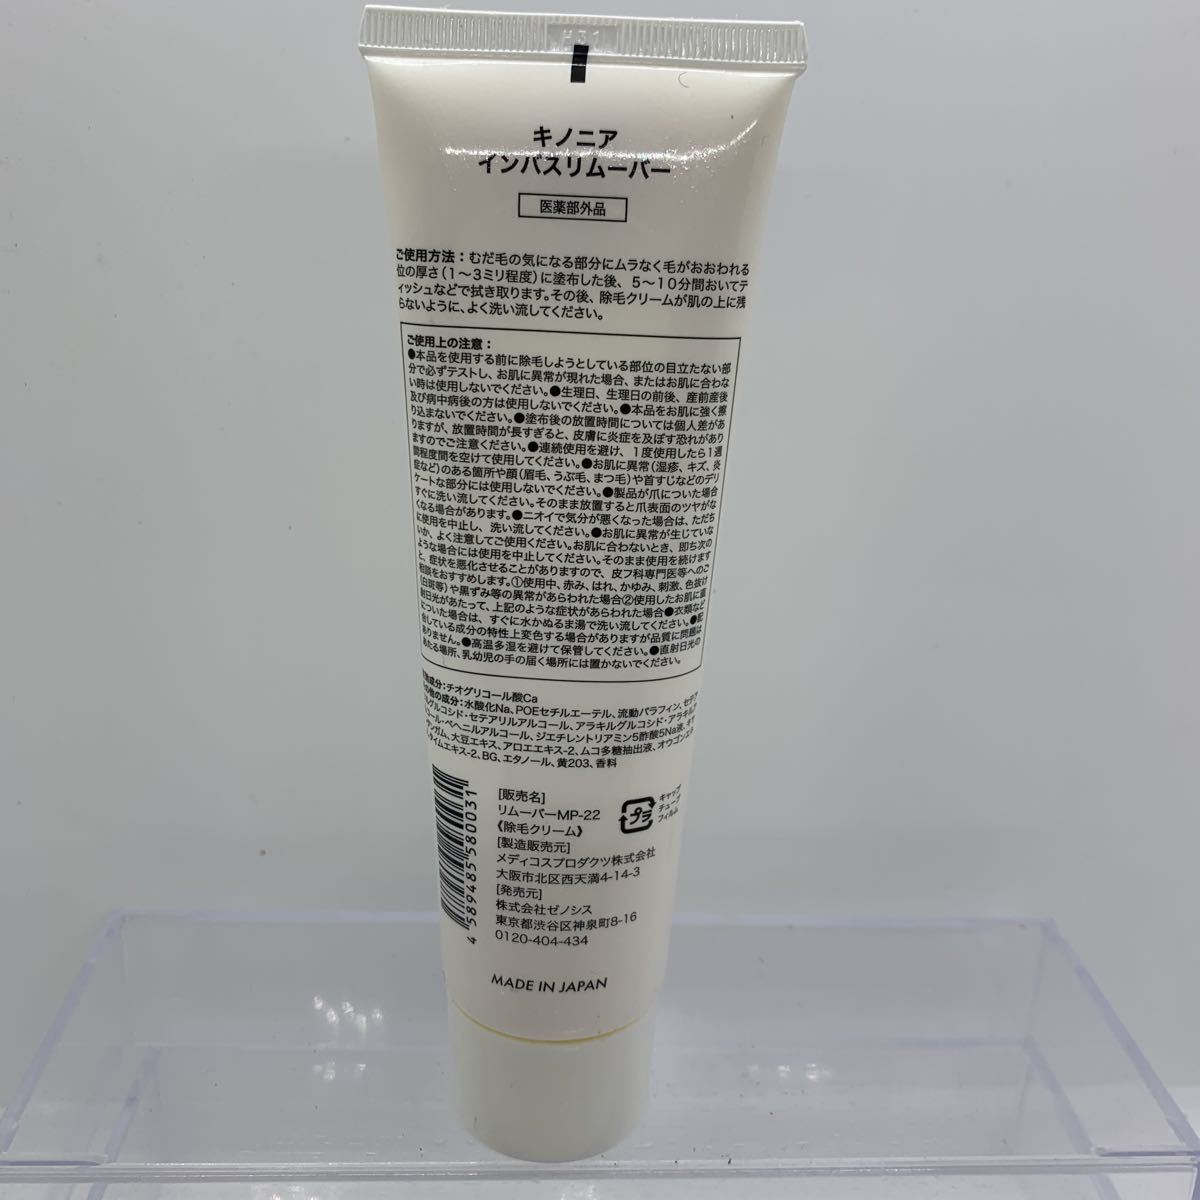 H31
キノニア
インバスリムーバー
医薬部外品
ご使用方法：むだ毛の気になる部分にムラなく毛がおおわれる
位の厚さ(1～3ミリ程度)に塗布した後、5～10分間おいてテ
ィッシュなどで拭き取ります。その後、除毛クリームが肌の上に残
らないように、よく洗い流してください。
ご使用上の注意：
●本品を使用する前に除毛しようとしている部位の目立たない部
分で必ずテストし、お肌に異常が現れた場合、またはお肌に合わな
い時は使用しないでください。●生理日、生理日の前後、産前産後
及び病中病後の方は使用しないでください。●本品をお肌に強く擦
り込まないでください。●塗布後の放置時間については個人差があ
りますが、放置時間が長すぎると、皮膚に炎症を及ぼす恐れがあり
ますのでご注意ください。●連続使用を避け、1度使用したら1週
間程度間を空けて使用してください。●お肌に異常(湿疹、キズ、炎
症など)のある箇所や顔(眉毛、うぶ毛、まつ毛)や首すじなどのデリ
ケートな部分には使用しないでください。●製品が爪についた場合
すぐに洗い流してください。そのまま放置すると爪表面のツヤがな
くなる場合があります。●ニオイで気分が悪くなった場合は、ただち
に使用を中止し、洗い流してください。●お肌に異常が生じていな
いか、よく注意してご使用ください。お肌に合わないとき、即ち次の
ような場合には使用を中止してください。そのまま使用を続けます
と、症状を悪化させることがありますので、皮フ科専門医等へのご
相談をおすすめします。①使用中、赤み、はれ、かゆみ、刺激、色抜け
(白斑等)や黒ずみ等の異常があらわれた場合②使用したお肌に直
射日光があたって、上記のような症状があらわれた場合●衣類など
についた場合は、すぐに水かぬるま湯で洗い流してください。●配
合している成分の特性上変色する場合がありますが品質に問題は
ありません。●高温多湿を避けて保管してください。●直射日光の
あたる場所、乳幼児の手の届く場所には置かないでください。
成分：チオグリコール酸Ca
の他の成分：水酸化Na、POEセチルエーテル、流動パラフィン、セテア
ルグルコシド・セテアリルアルコール、アラキルグルコシド・アラキルア
コール・ベヘニルアルコール、ジエチレントリアミン5酢酸5Na液、キサ
ンガム、大豆エキス、アロエエキス-2、ムコ多糖抽出液、オウゴンエキ
タイムエキス-2、BG、エタノール、黄203、香料
4589485580031
[販売名]
リムーバーMP-22
《除毛クリーム》
[製造販売元]
メディコスプロダクツ株式会社
大阪市北区西天満4-14-3
[発売元]
株式会社ゼノシス
東京都渋谷区神泉町8-16
0120-404-434
プラ
キャップ
チューブ
フィルム
MADE IN JAPAN